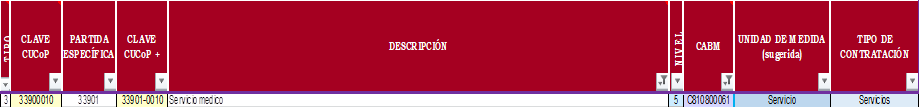 TIPO
CLAVE
CUCoP
PARTIDA
ESPECÍFICA
CLAVE
CUCoP +
DESCRIPCIÓN
NIVEL
CABM
UNIDAD DE MEDIDA
(sugerida)
TIPO DE
CONTRATACIÓN
3 33900010 33901 33901-0010 Servicio medico 5 C810800061 Servicio Servicios